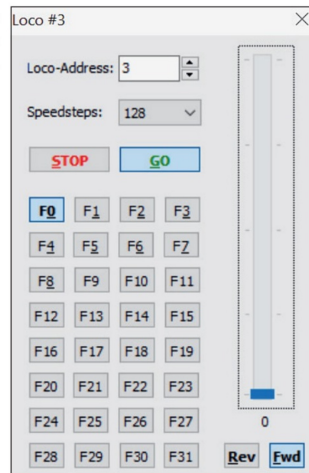 Loco #3
Loco-Address: 3
Speedsteps: 128
STOP GO
F0 F1 F2 F3
F4 F5 F6 F7
F8 F9 F10 F11
F12 F13 F14 F15
F16 F17 F18 F19
F20 F21 F22 F23
0
F24 F25 F26 F27
F28 F29 F30 F31 Rev Fwd